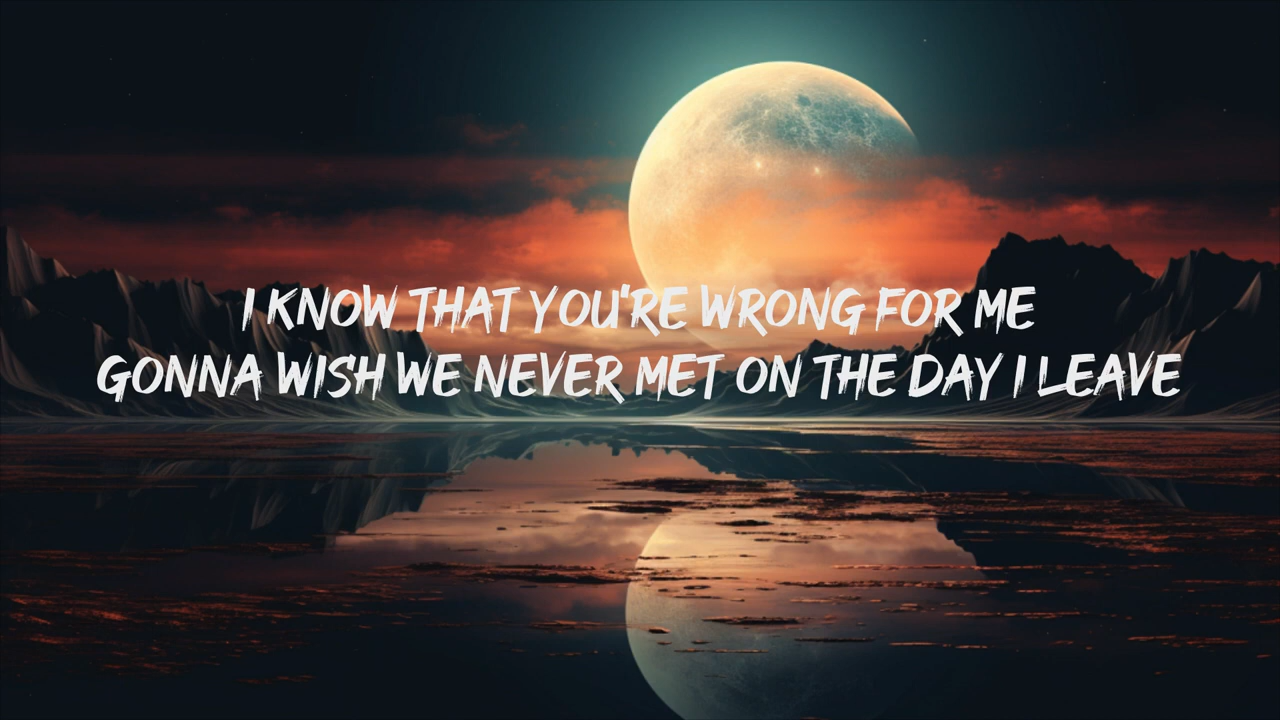 I KNOW THAT YOU'RE WRONG FOR ME
GONNA WISH WE NEVER MET ON THE DAY I LEAVE